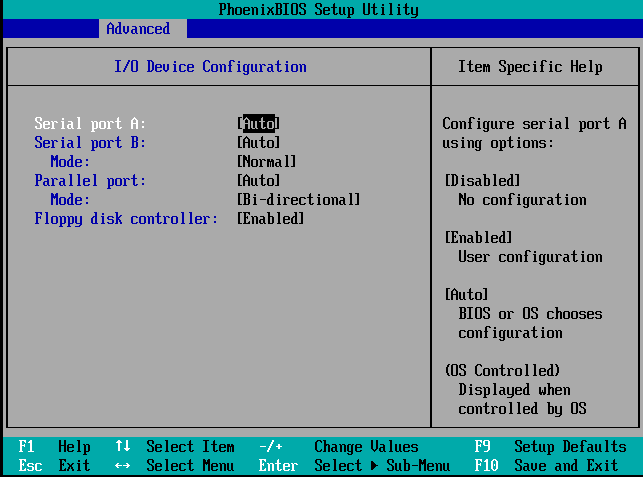 PhoenixBIOS Setup Utility
Advanced
I/O Device Configuration
Item Specific Help
Serial port A: [Auto]
Serial port B: [Auto]
Mode: [Normal]
Parallel port: [Auto]
Mode: [Bi-directional]
Floppy disk controller: [Enabled]
Configure serial port A
using options:
[Disabled]
No configuration
[Enabled]
User configuration
[Auto]
BIOS or OS chooses
configuration
(OS Controlled)
Displayed when
controlled by OS
F1 Help ↑↓ Select Item -/+ Change Values F9 Setup Defaults
Esc Exit ↔ Select Menu Enter Select ▶ Sub-Menu F10 Save and Exit